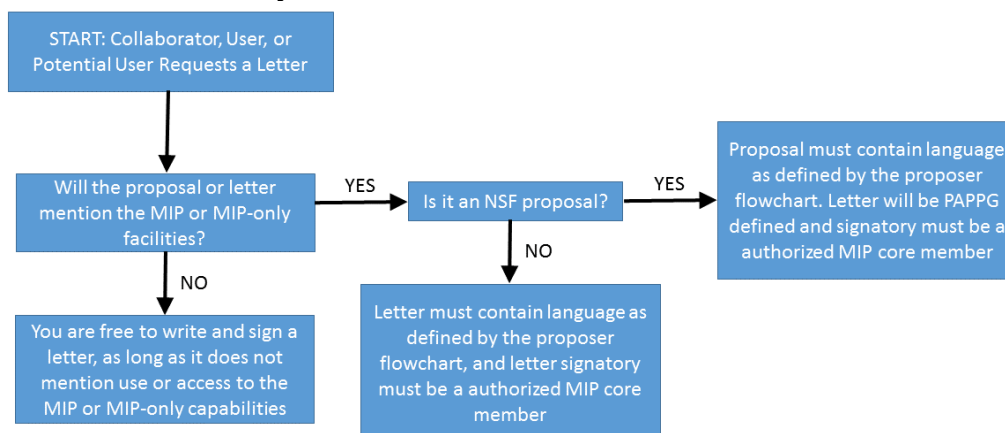 START: Collaborator, User, or
Potential User Requests a Letter
Will the proposal or letter
mention the MIP or MIP-only
facilities?
YES
Is it an NSF proposal?
YES
Proposal must contain language
as defined by the proposer
flowchart. Letter will be PAPPG
defined and signatory must be a
authorized MIP core member
NO
You are free to write and sign a
letter, as long as it does not
mention use or access to the
MIP or MIP-only capabilities
NO
Letter must contain language as
defined by the proposer
flowchart, and letter signatory
must be a authorized MIP core
member